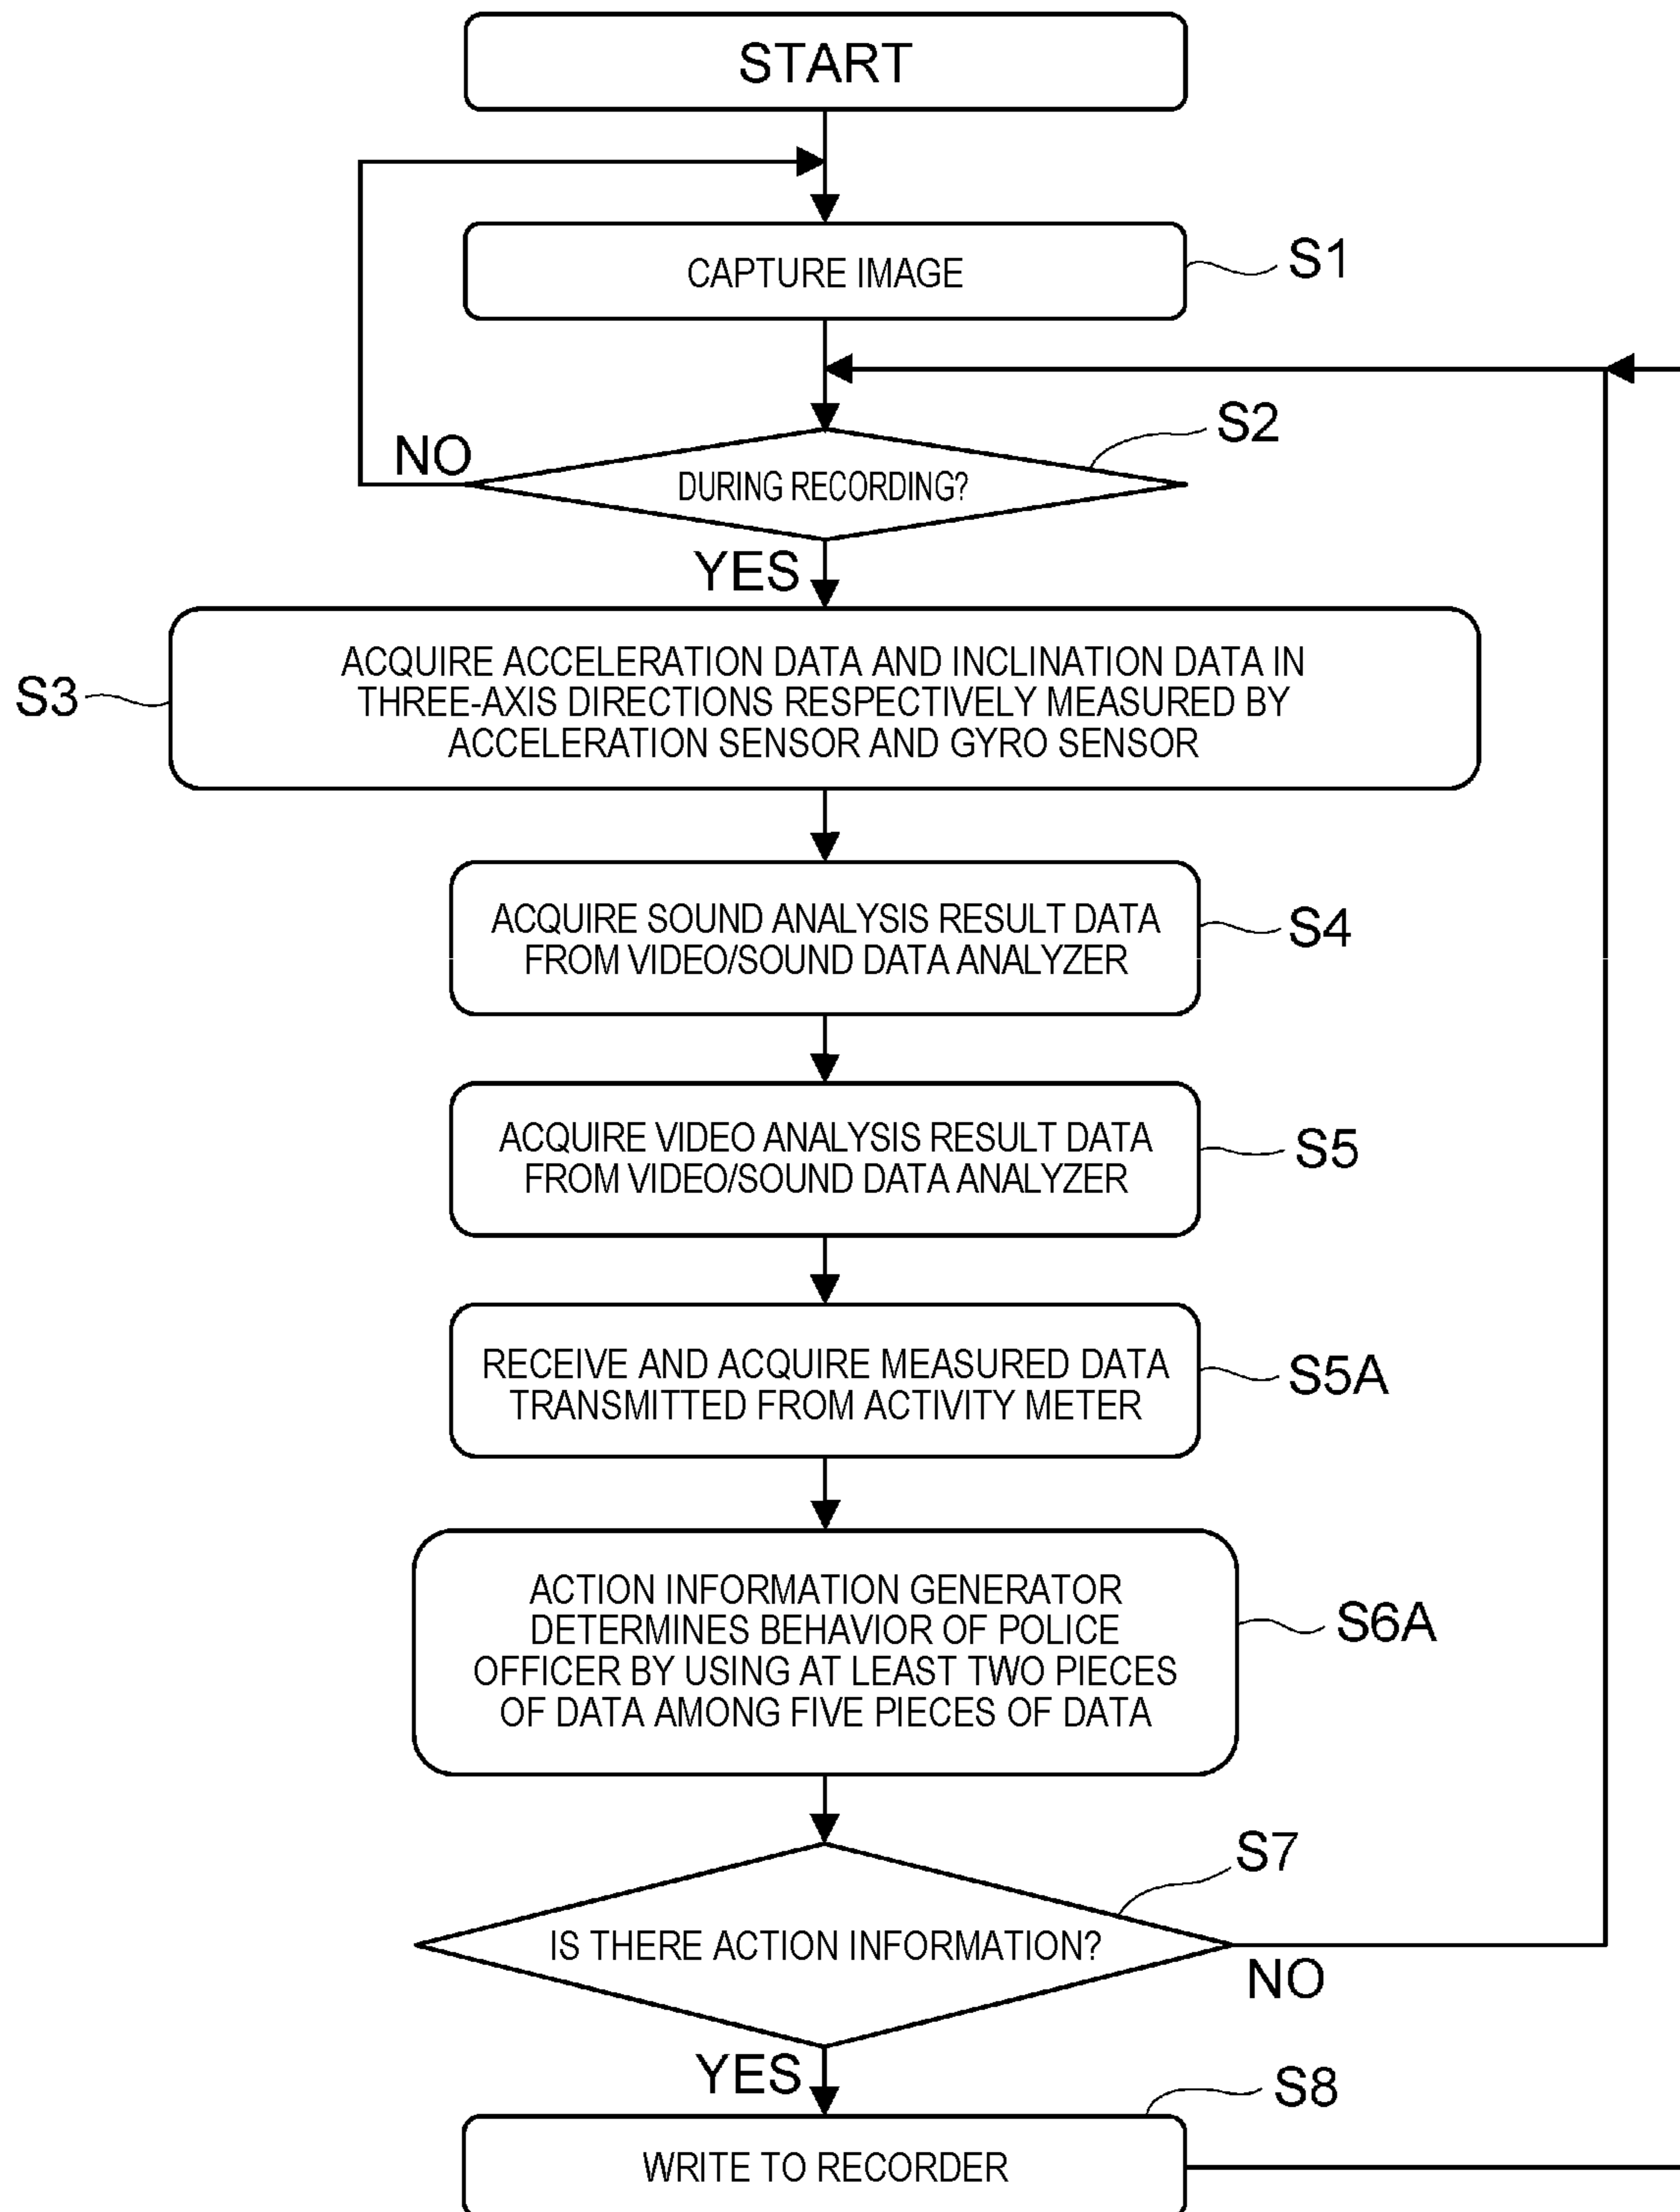 START
CAPTURE IMAGE
S1
S2
NO
DURING RECORDING?
YES
S3
ACQUIRE ACCELERATION DATA AND INCLINATION DATA IN
THREE-AXIS DIRECTIONS RESPECTIVELY MEASURED BY
ACCELERATION SENSOR AND GYRO SENSOR
ACQUIRE SOUND ANALYSIS RESULT DATA
FROM VIDEO/SOUND DATA ANALYZER
S4
ACQUIRE VIDEO ANALYSIS RESULT DATA
FROM VIDEO/SOUND DATA ANALYZER
S5
RECEIVE AND ACQUIRE MEASURED DATA
TRANSMITTED FROM ACTIVITY METER
S5A
ACTION INFORMATION GENERATOR
DETERMINES BEHAVIOR OF POLICE
OFFICER BY USING AT LEAST TWO PIECES
OF DATA AMONG FIVE PIECES OF DATA
S6A
S7
IS THERE ACTION INFORMATION?
NO
YES
S8
WRITE TO RECORDER